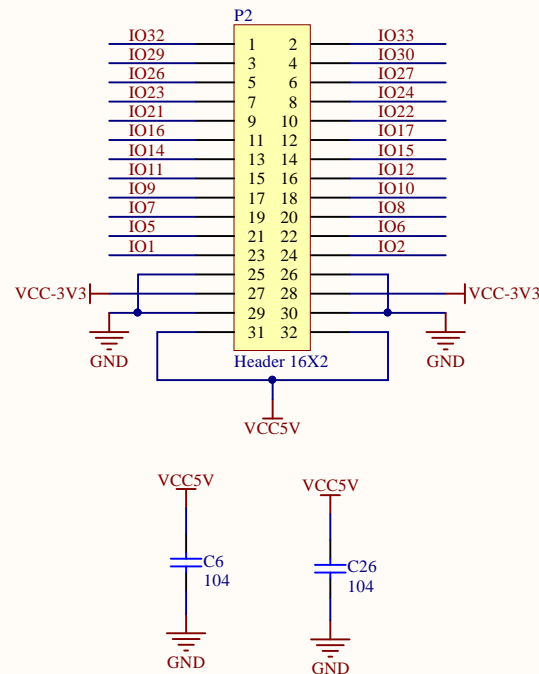 P2
IO32 1 2 IO33
IO29 3 4 IO30
IO26 5 6 IO27
IO23 7 8 IO24
IO21 9 10 IO22
IO16 11 12 IO17
IO14 13 14 IO15
IO11 15 16 IO12
IO9 17 18 IO10
IO7 19 20 IO8
IO5 21 22 IO6
IO1 23 24 IO2
25 26
VCC-3V3 27 28 VCC-3V3
29 30
31 32
GND Header 16X2 GND
VCC5V
VCC5V VCC5V
C6 C26
104 104
GND GND